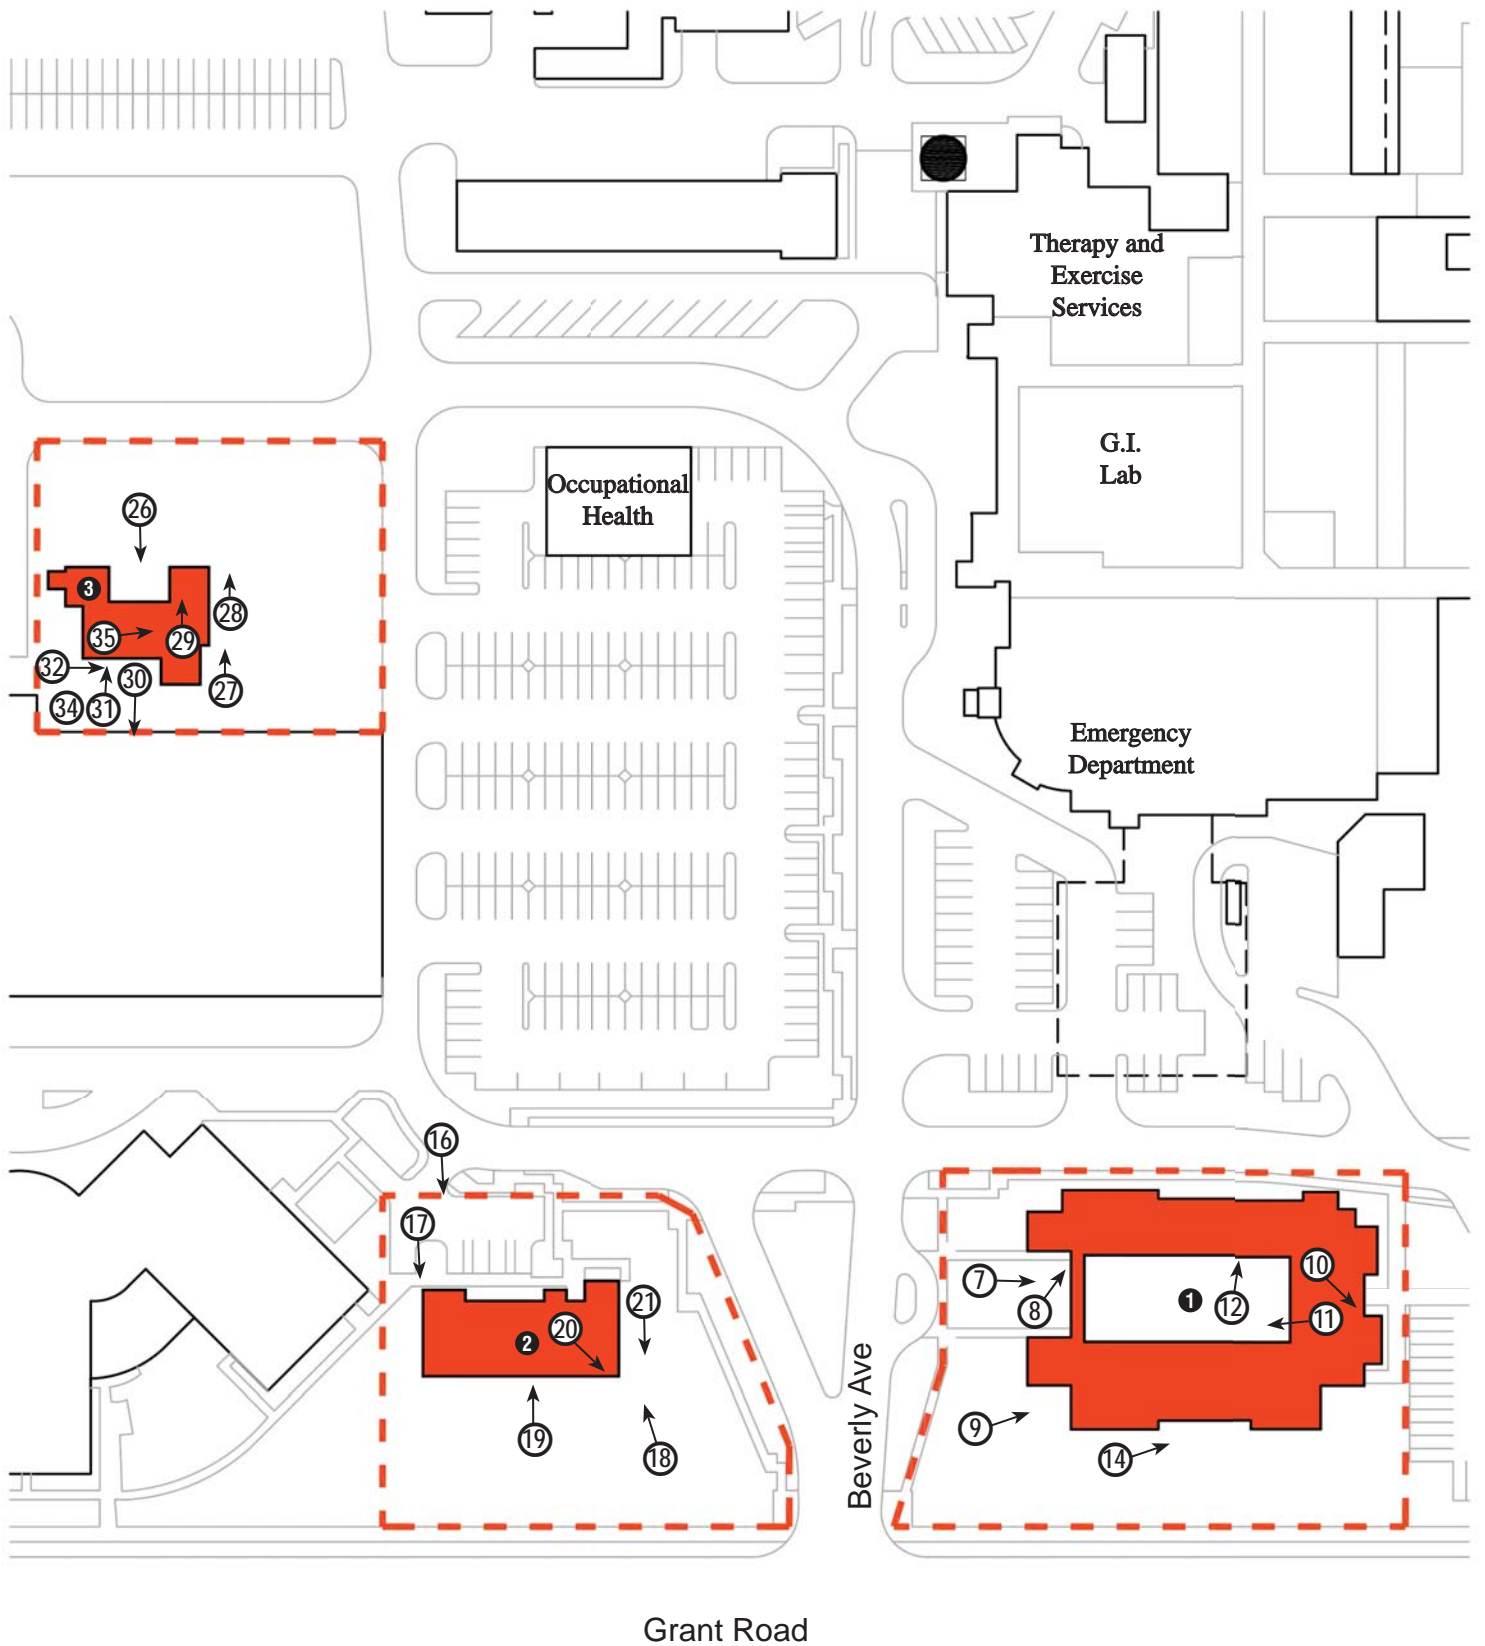 Therapy and
Exercise
Services
G.I.
Lab
Occupational
Health
26
3
28
35
29
32
30
27
34
31
Emergency
Department
16
17
10
7
8
1
12
11
21
20
2
9
19
18
14
Beverly Ave
Grant Road